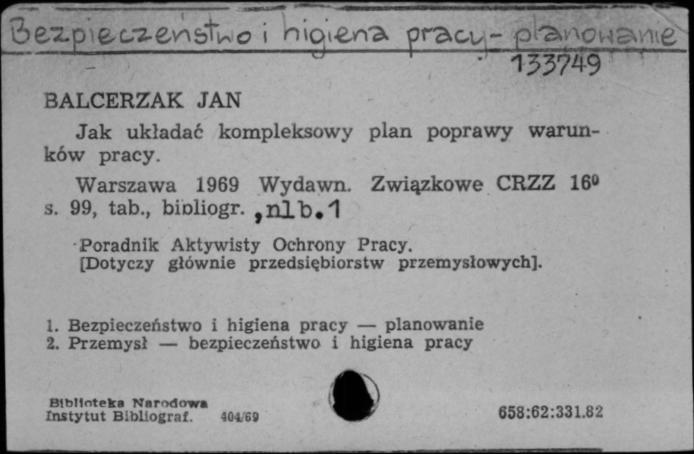 Bezpieczeństwo i higiena pracy - planowanie
133749
BALCERZAK JAN
Jak układać kompleksowy plan poprawy warun-
ków pracy.
Warszawa 1969 Wydawn. Związkowe CRZZ 16⁰
s. 99, tab., bibliogr. ,nlb.1
Poradnik Aktywisty Ochrony Pracy.
[Dotyczy głównie przedsiębiorstw przemysłowych].
1. Bezpieczeństwo i higiena pracy — planowanie
2. Przemysł — bezpieczeństwo i higiena pracy
Biblioteka Narodowa
Instytut Bibliograf. 404/69
658:62:331.82